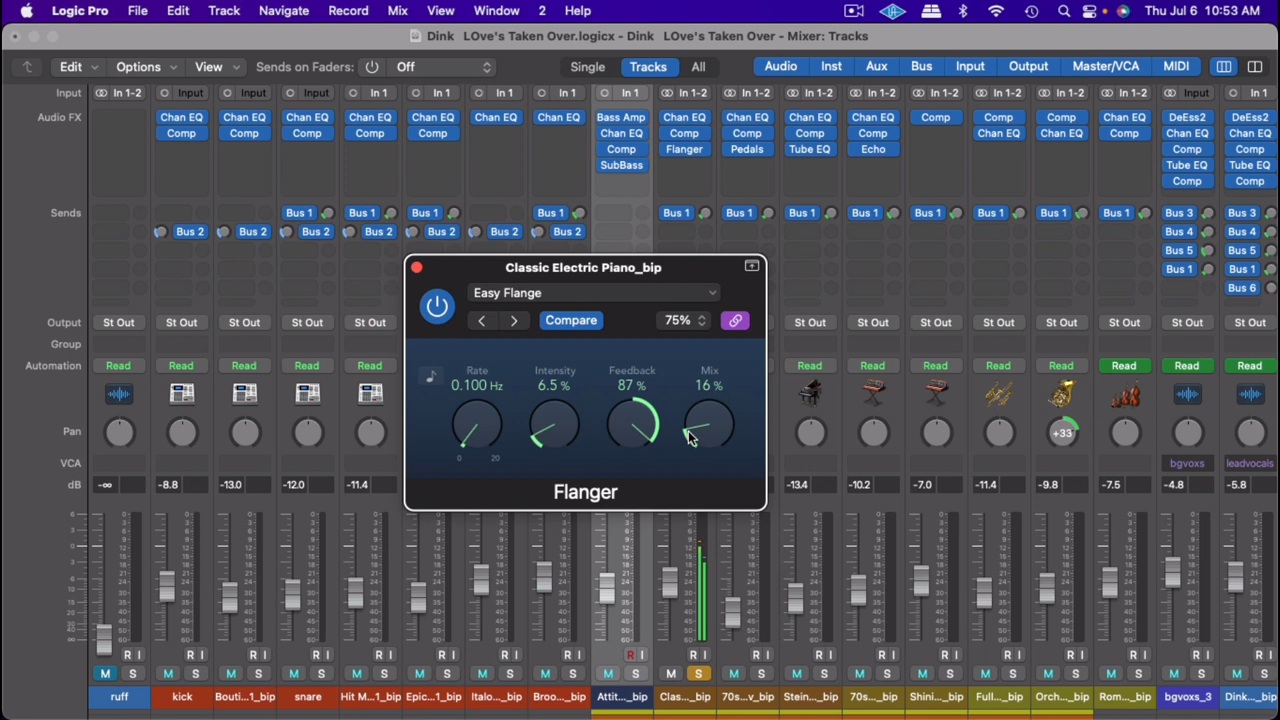 Logic Pro File Edit Track Navigate Record Mix View Window 2 Help Thu Jul 6 10:53 AM
Dink LOve's Taken Over.logicx - Dink LOve's Taken Over - Mixer: Tracks
Edit Options View Sends on Faders: Off Single Tracks All Audio Inst Aux Bus Input Output Master/VCA MIDI
Input In 1-2 Input Input Input In 1 In 1 In 1 In 1 In 1 In 1-2 In 1-2 In 1-2 In 1-2 In 1-2 In 1-2 In 1-2 In 1-2 Input In 1
Audio FX Chan EQ Chan EQ Chan EQ Chan EQ Chan EQ Chan EQ Chan EQ Bass Amp Chan EQ Chan EQ Chan EQ Chan EQ Comp Comp Comp Chan EQ DeEss2 DeEss2
Comp Comp Comp Comp Comp Chan EQ Comp Comp Comp Comp Chan EQ Chan EQ Comp Chan EQ Chan EQ
Comp Flanger Pedals Tube EQ Echo Comp Comp
SubBass Tube EQ Tube EQ
Comp Comp
Sends Bus 1 Bus 1 Bus 1 Bus 1 Bus 1 Bus 1 Bus 1 Bus 1 Bus 1 Bus 1 Bus 1 Bus 1 Bus 3 Bus 3
Bus 2 Bus 2 Bus 2 Bus 2 Bus 2 Bus 2 Bus 2 Bus 4 Bus 4
Bus 5 Bus 5
Bus 1 Bus 1
Bus 6
Classic Electric Piano_bip
Easy Flange
Compare 75%
Rate Intensity Feedback Mix
0.100 Hz 6.5 % 87 % 16 %
0 20
Flanger
Output St Out St Out St Out St Out St Out St Out St Out St Out St Out St Out St Out St Out St Out
Group
Automation Read Read Read Read Read Read Read Read Read Read Read Read Read
Pan +33
VCA bgvoxs leadvocals
dB -∞ -8.8 -13.0 -12.0 -11.4 -13.4 -10.2 -7.0 -11.4 -9.8 -7.5 -4.8 -5.8
R I R I R I R I R I R I R I R I R I R I R I R I R I R I R I R I R I R I R I
M S M S M S M S M S M S M S M S M S M S M S M S M S M S M S M S M S M S M S
ruff kick Bouti...1_bip snare Hit M...1_bip Epic..._bip Italo..._bip Broo..._bip Attit..._bip Clas..._bip 70s...v_bip Stein..._bip 70s..._bip Shini..._bip Full..._bip Orch..._bip Rom..._bip bgvoxs_3 Dink..._bip